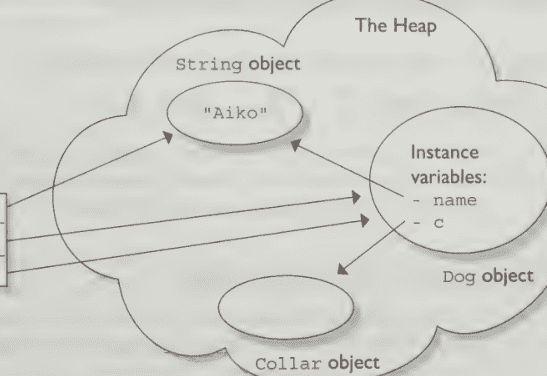 The Heap
String object
"Aiko"
Instance
variables:
- name
- c
Dog object
Collar object